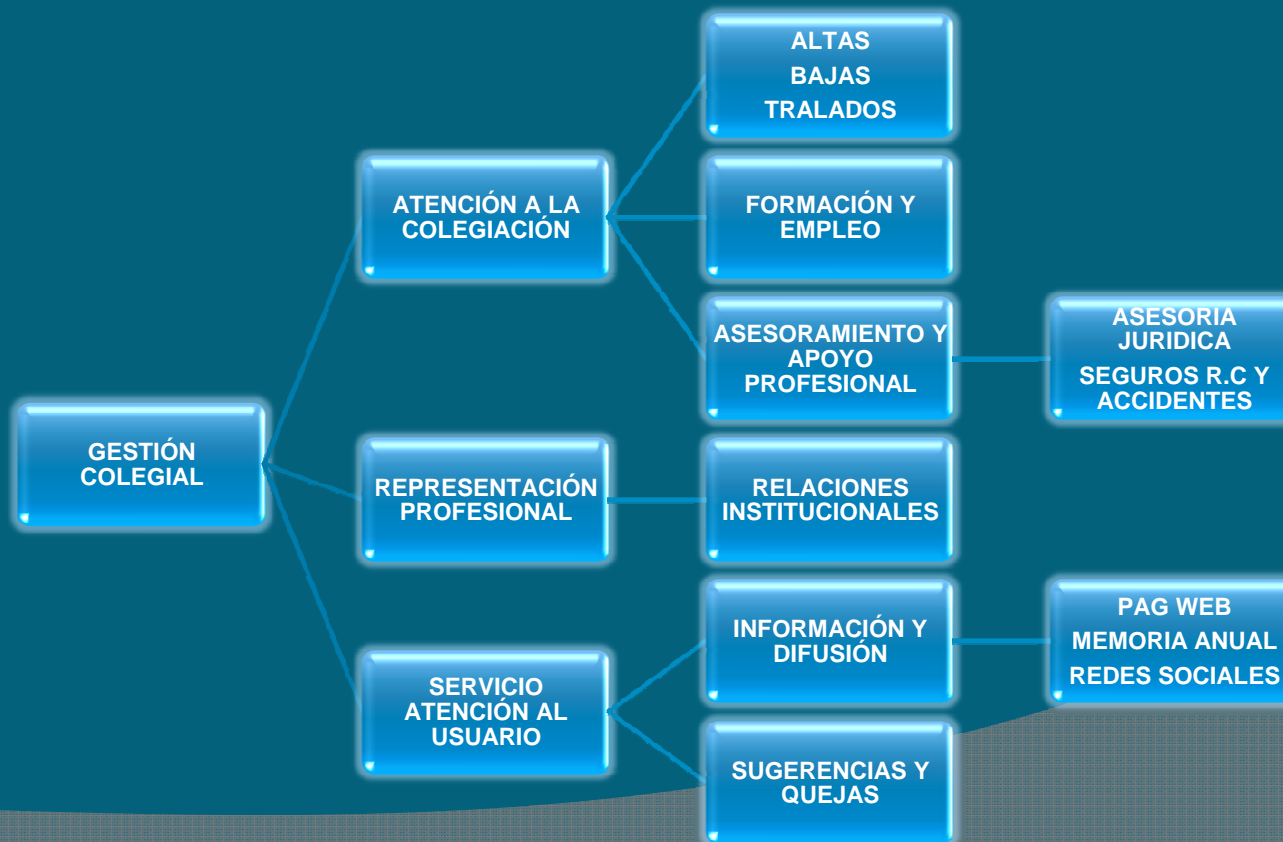 GESTIÓN
COLEGIAL
ATENCIÓN A LA
COLEGIACIÓN
ALTAS
BAJAS
TRALADOS
FORMACIÓN Y
EMPLEO
ASESORAMIENTO Y
APOYO
PROFESIONAL
ASESORIA
JURIDICA
SEGUROS R.C Y
ACCIDENTES
REPRESENTACIÓN
PROFESIONAL
RELACIONES
INSTITUCIONALES
SERVICIO
ATENCIÓN AL
USUARIO
INFORMACIÓN Y
DIFUSIÓN
PAG WEB
MEMORIA ANUAL
REDES SOCIALES
SUGERENCIAS Y
QUEJAS